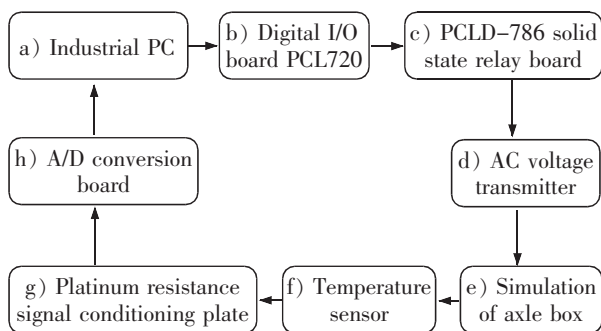 a) Industrial PC
b) Digital I/O
board PCL720
c) PCLD-786 solid
state relay board
d) AC voltage
transmitter
e) Simulation
of axle box
f) Temperature
sensor
g) Platinum resistance
signal conditioning plate
h) A/D conversion
board